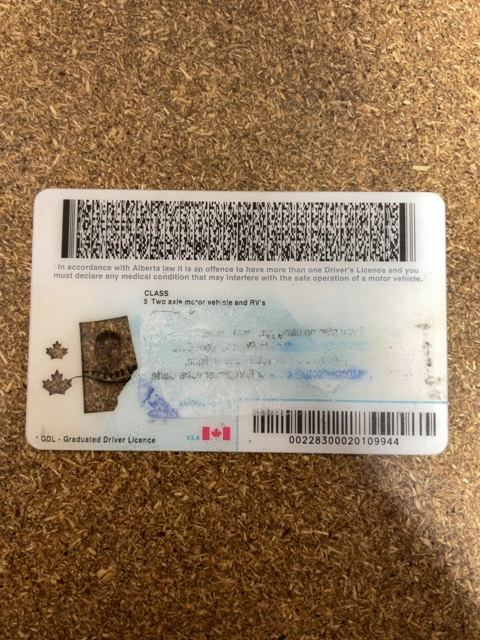 In accordance with Alberta law it is an offence to have more than one Driver's Licence and you
must declare any medical condition that may interfere with the safe operation of a motor vehicle.
CLASS
5 Two axle motor vehicle and RV's
* GDL - Graduated Driver Licence
V3.0
00228300020109944